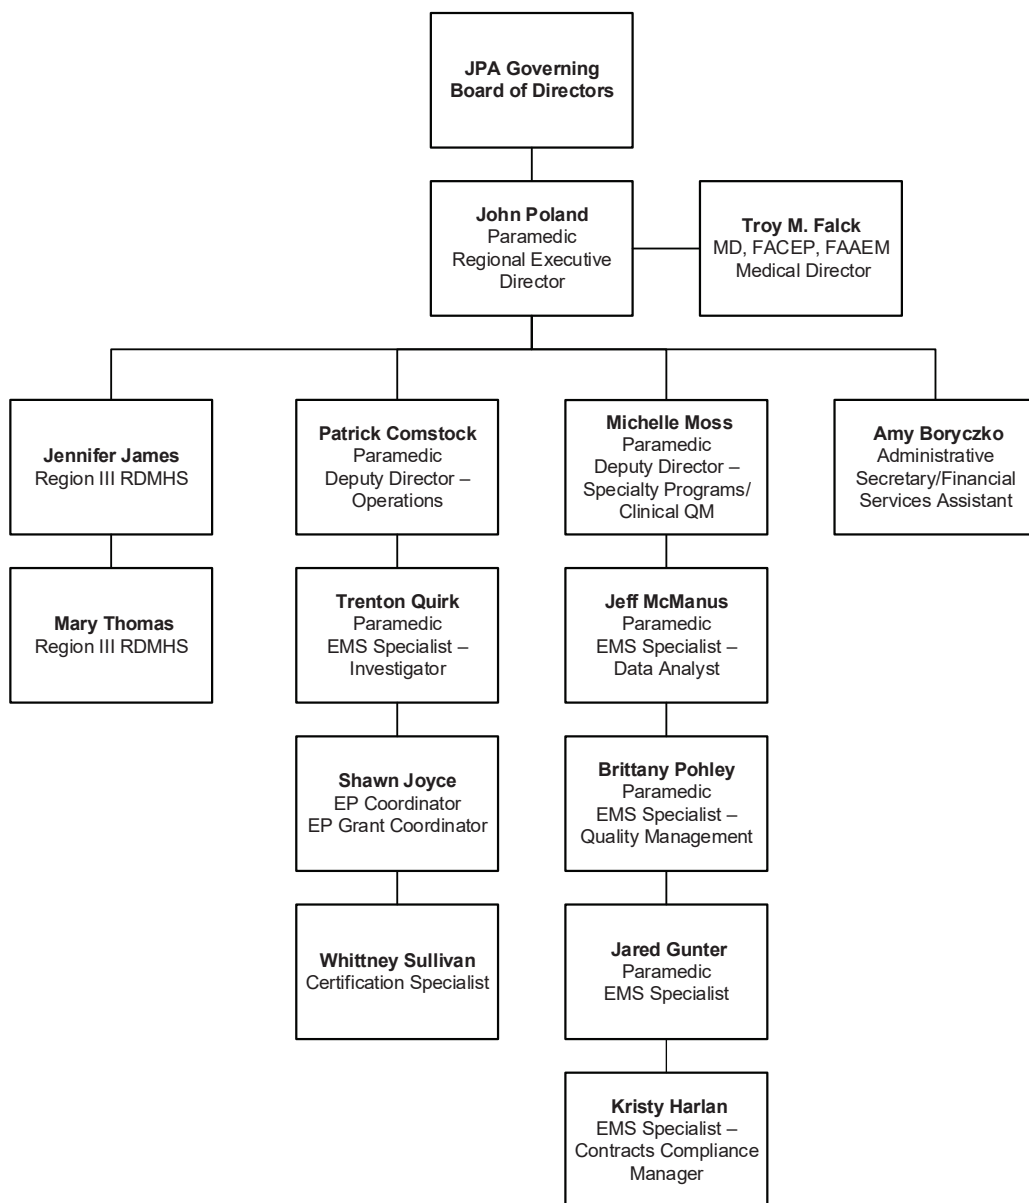 JPA Governing
Board of Directors
John Poland
Paramedic
Regional Executive
Director
Troy M. Falck
MD, FACEP, FAAEM
Medical Director
Jennifer James
Region III RDMHS
Patrick Comstock
Paramedic
Deputy Director –
Operations
Michelle Moss
Paramedic
Deputy Director –
Specialty Programs/
Clinical QM
Amy Boryczko
Administrative
Secretary/Financial
Services Assistant
Mary Thomas
Region III RDMHS
Trenton Quirk
Paramedic
EMS Specialist –
Investigator
Jeff McManus
Paramedic
EMS Specialist –
Data Analyst
Shawn Joyce
EP Coordinator
EP Grant Coordinator
Brittany Pohley
Paramedic
EMS Specialist –
Quality Management
Whittney Sullivan
Certification Specialist
Jared Gunter
Paramedic
EMS Specialist
Kristy Harlan
EMS Specialist –
Contracts Compliance
Manager